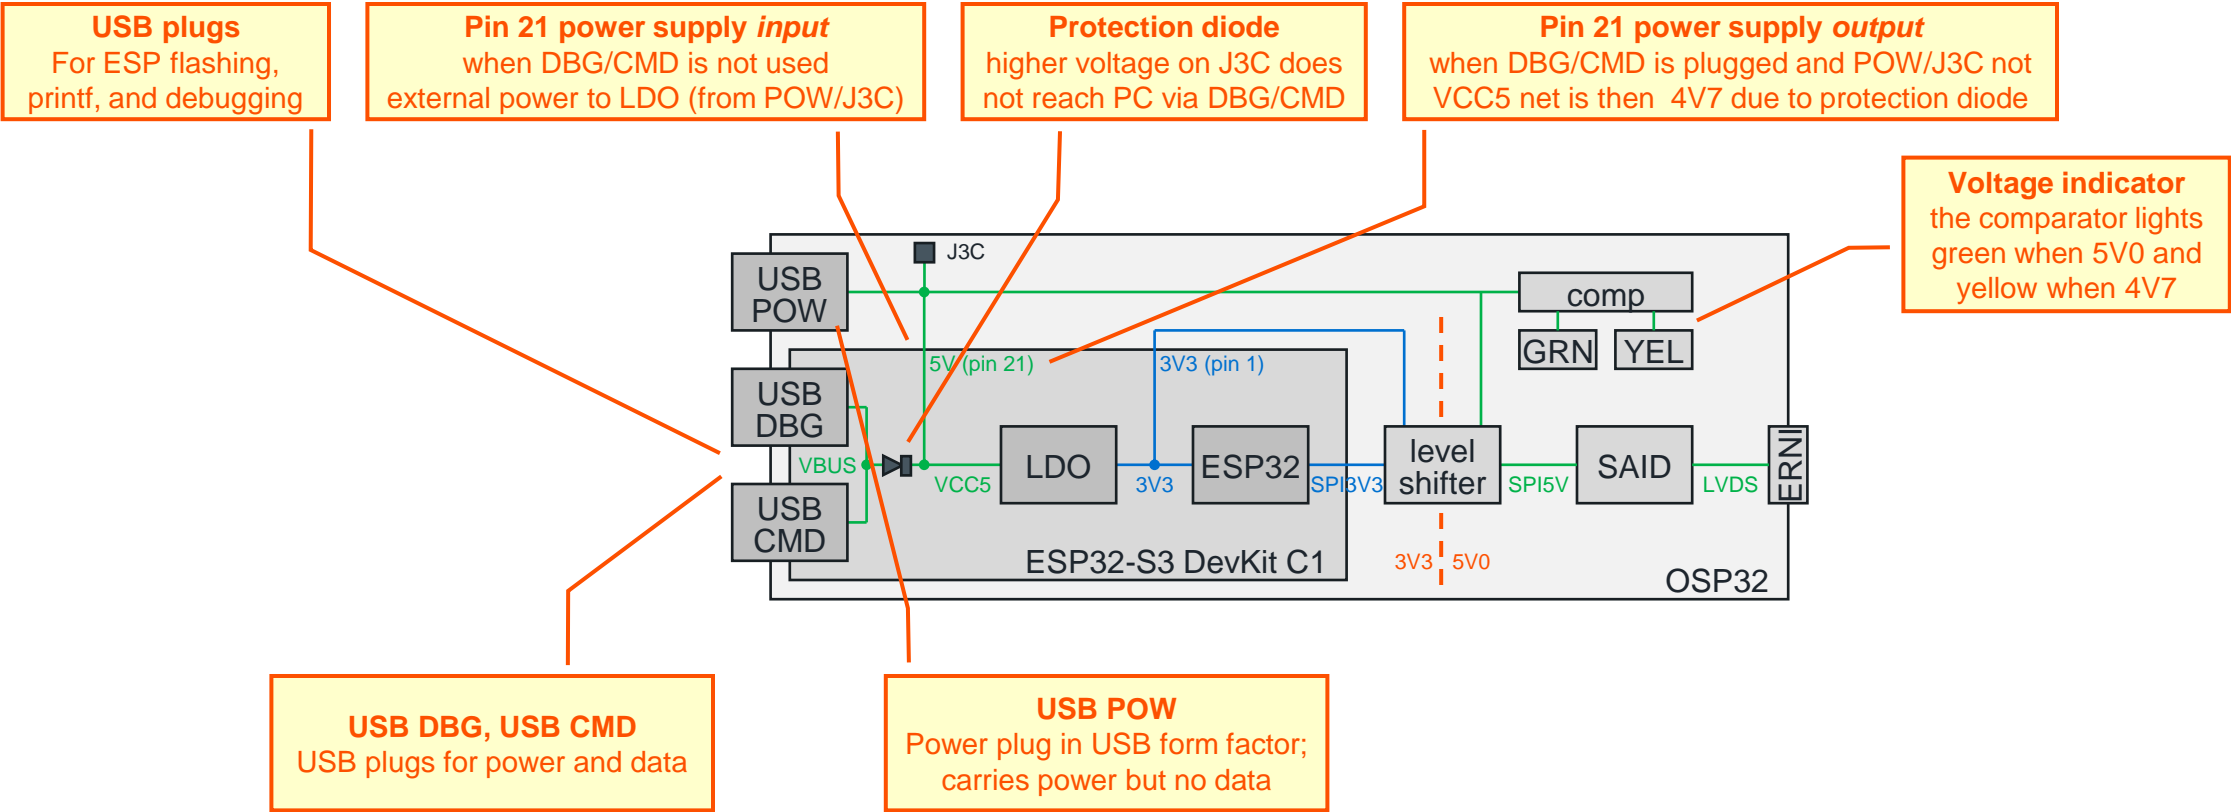 USB plugs
For ESP flashing,
printf, and debugging
Pin 21 power supply input
when DBG/CMD is not used
external power to LDO (from POW/J3C)
Protection diode
higher voltage on J3C does
not reach PC via DBG/CMD
Pin 21 power supply output
when DBG/CMD is plugged and POW/J3C not
VCC5 net is then 4V7 due to protection diode
Voltage indicator
the comparator lights
green when 5V0 and
yellow when 4V7
J3C
USB
POW
comp
GRN
YEL
5V (pin 21)
3V3 (pin 1)
USB
DBG
VBUS
VCC5
LDO
3V3
ESP32
SPI3V3
level
shifter
SPI5V
SAID
LVDS
ERNI
USB
CMD
ESP32-S3 DevKit C1
3V3
5V0
OSP32
USB DBG, USB CMD
USB plugs for power and data
USB POW
Power plug in USB form factor;
carries power but no data